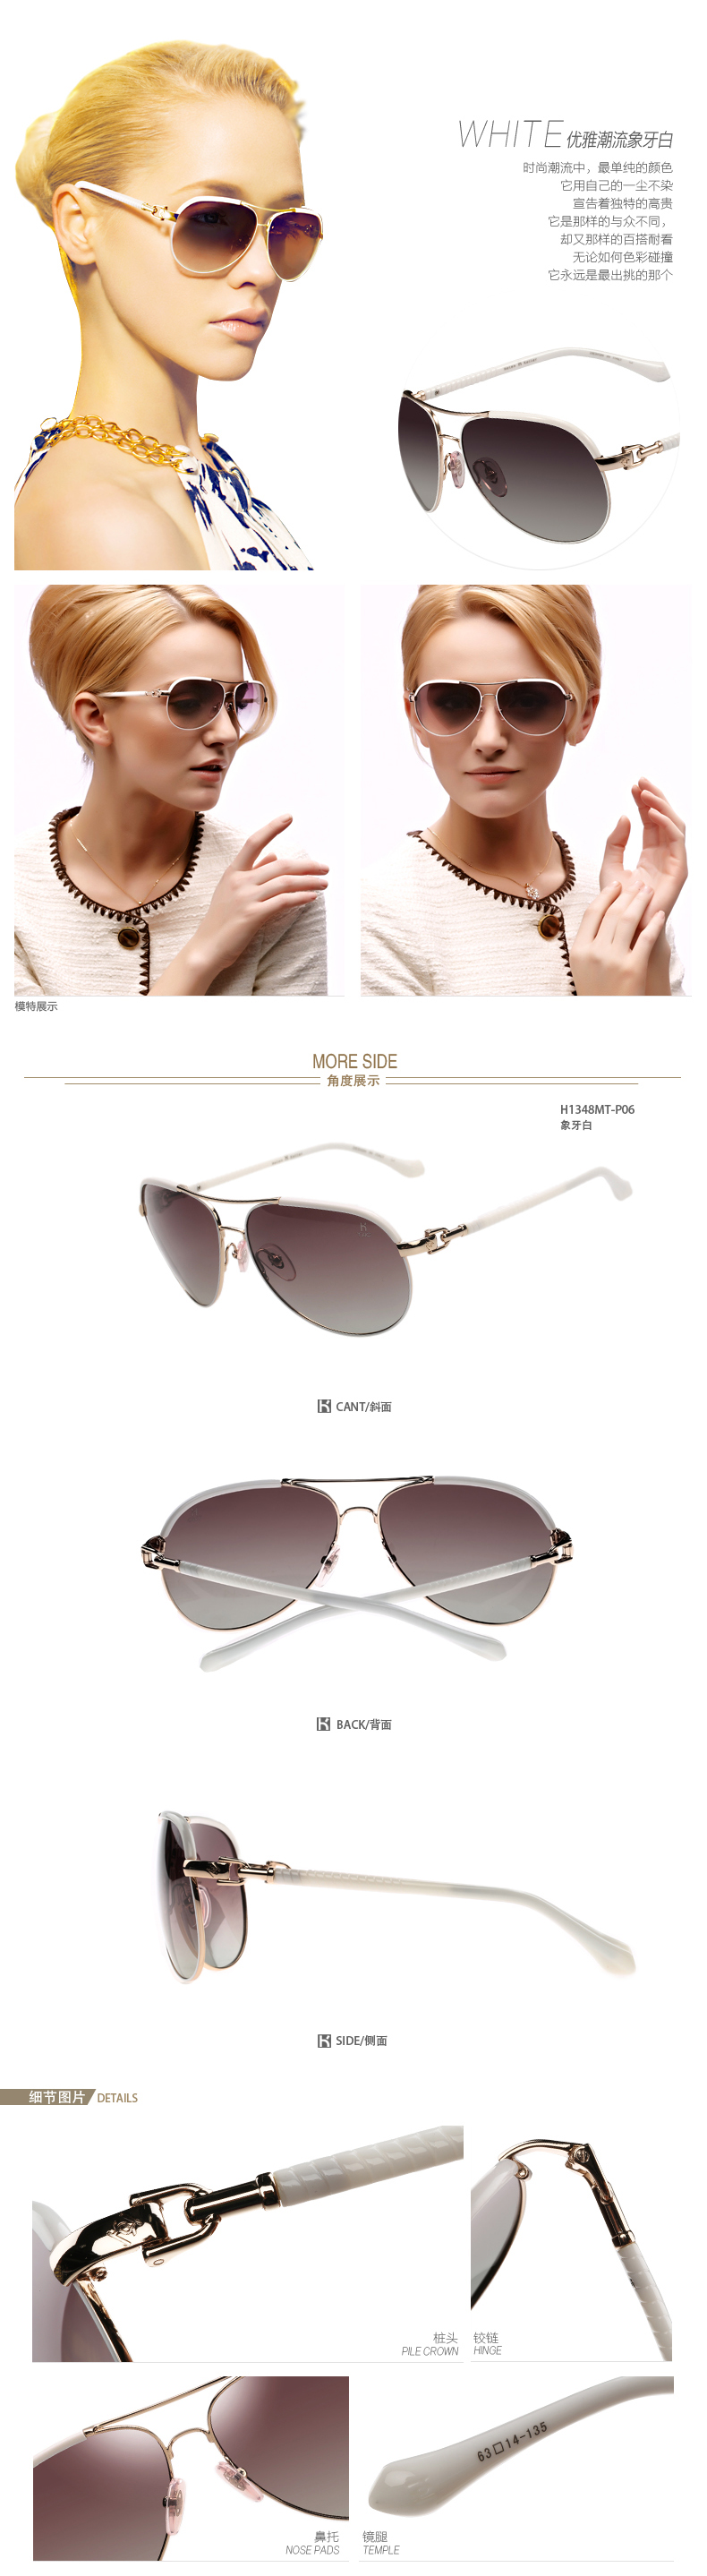 WHITE 优雅潮流象牙白
时尚潮流中，最单纯的颜色
它用自己的一尘不染
宣告着独特的高贵
它是那样的与众不同，
却又那样的百搭耐看
无论如何色彩碰撞
它永远是最出挑的那个
模特展示
MORE SIDE
角度展示
H1348MT-P06
象牙白
CANT/斜面
BACK/背面
SIDE/侧面
细节图片 DETAILS
桩头
PILE CROWN
铰链
HINGE
鼻托
NOSE PADS
63□14-135
镜腿
TEMPLE